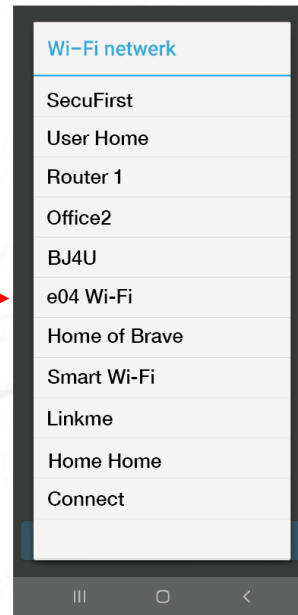 Wi-Fi netwerk
SecuFirst
User Home
Router 1
Office2
BJ4U
e04 Wi-Fi
Home of Brave
Smart Wi-Fi
Linkme
Home Home
Connect